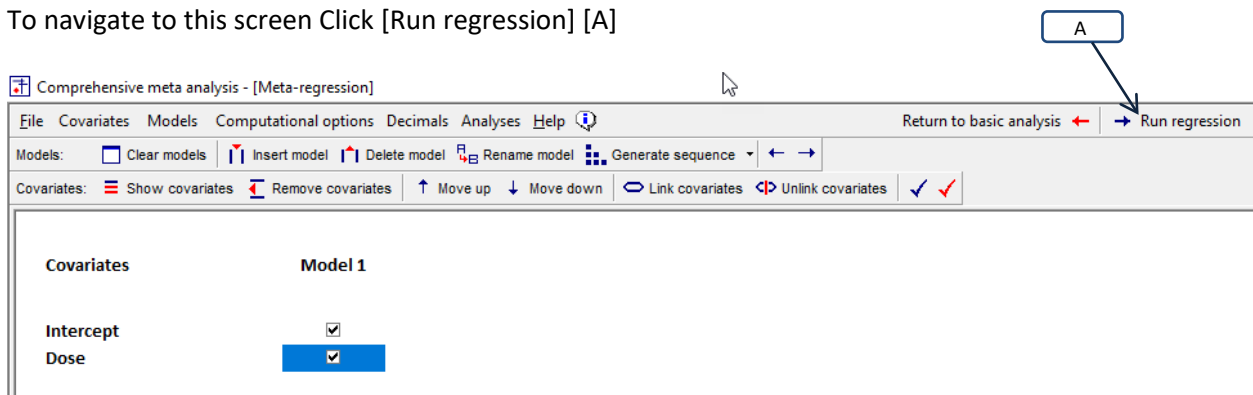 To navigate to this screen Click [Run regression] [A]
A
Comprehensive meta analysis - [Meta-regression]
File Covariates Models Computational options Decimals Analyses Help Return to basic analysis Run regression
Models: Clear models Insert model Delete model Rename model Generate sequence
Covariates: Show covariates Remove covariates Move up Move down Link covariates Unlink covariates
Covariates Model 1
Intercept
Dose